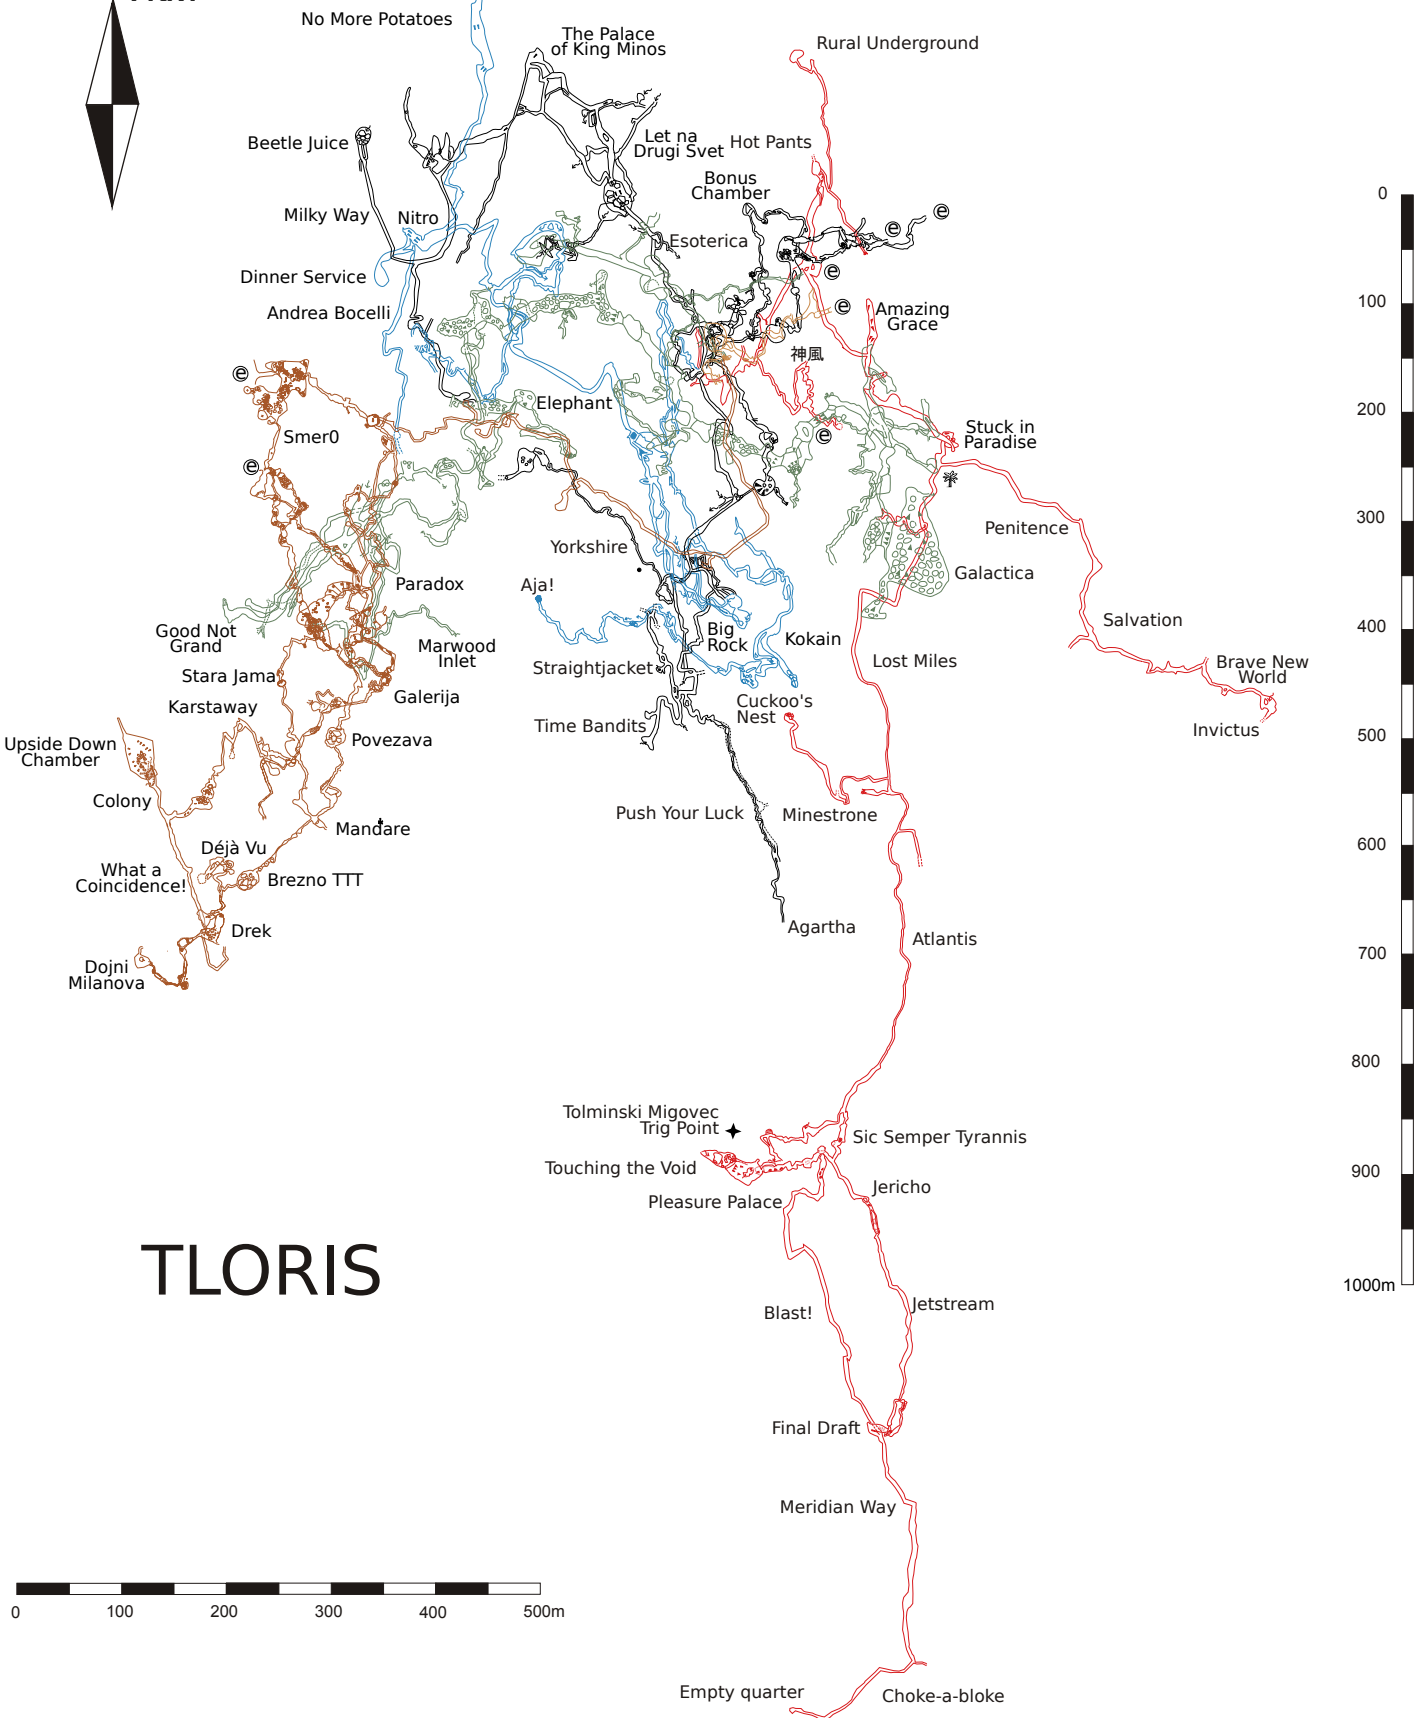 No More Potatoes
The Palace
of King Minos
Rural Underground
Beetle Juice
Let na
Drugi Svet
Hot Pants
Bonus
Chamber
Milky Way
Nitro
Esoterica
Dinner Service
Andrea Bocelli
Amazing
Grace
神風
Elephant
Smer0
Stuck in
Paradise
Penitence
Yorkshire
Aja!
Paradox
Galactica
Good Not
Grand
Marwood
Inlet
Big
Rock
Kokain
Salvation
Stara Jama
Straightjacket
Lost Miles
Brave New
World
Karstaway
Galerija
Cuckoo's
Nest
Time Bandits
Invictus
Upside Down
Chamber
Povezava
Colony
Push Your Luck
Minestrone
Mandare
Déjà Vu
What a
Coincidence!
Brezno TTT
Drek
Agartha
Atlantis
Dojni
Milanova
Tolminski Migovec
Trig Point
Sic Semper Tyrannis
Touching the Void
Jericho
Pleasure Palace
TLORIS
Blast!
Jetstream
Final Draft
Meridian Way
Empty quarter
Choke-a-bloke
0
100
200
300
400
500m
0
100
200
300
400
500
600
700
800
900
1000m
e
e
e
e
e
e
e